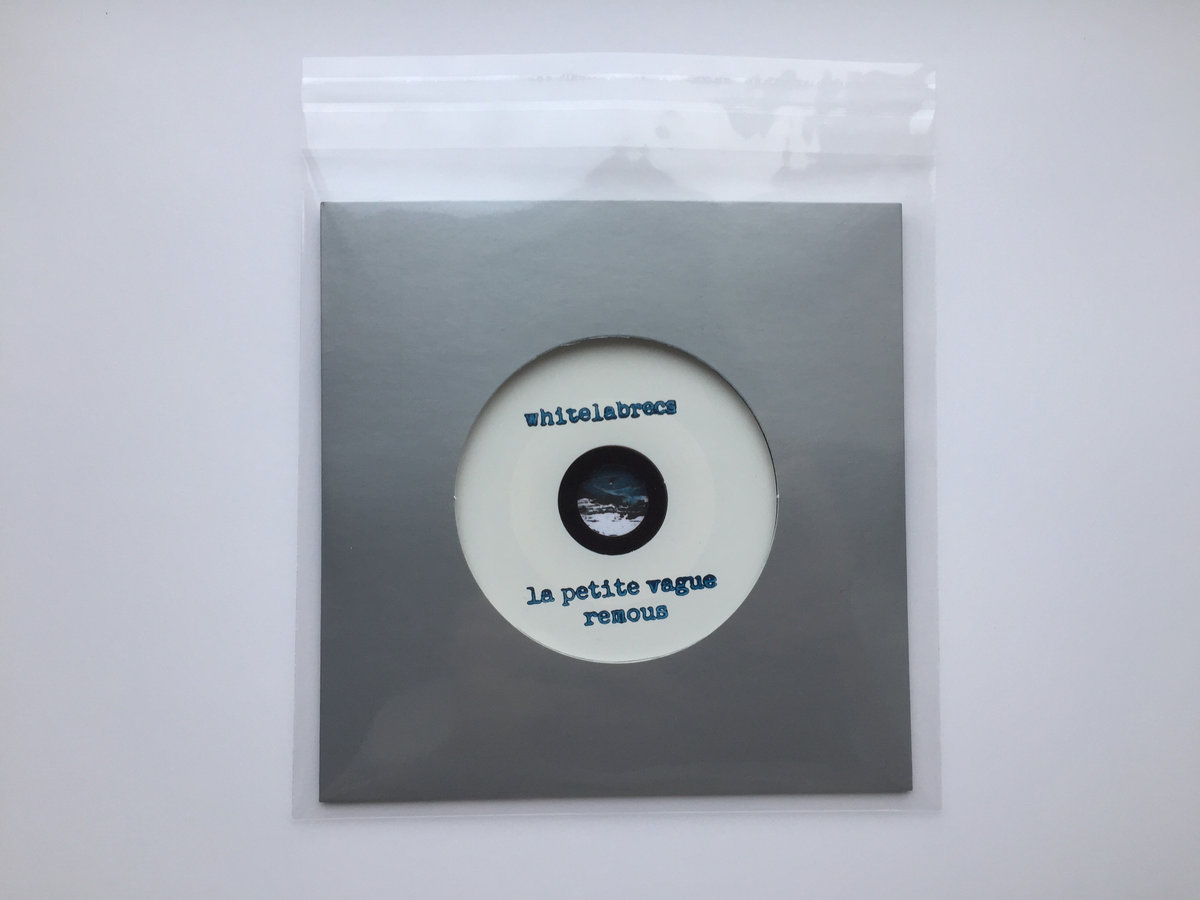 whitelabrecs
la petite vague
remous